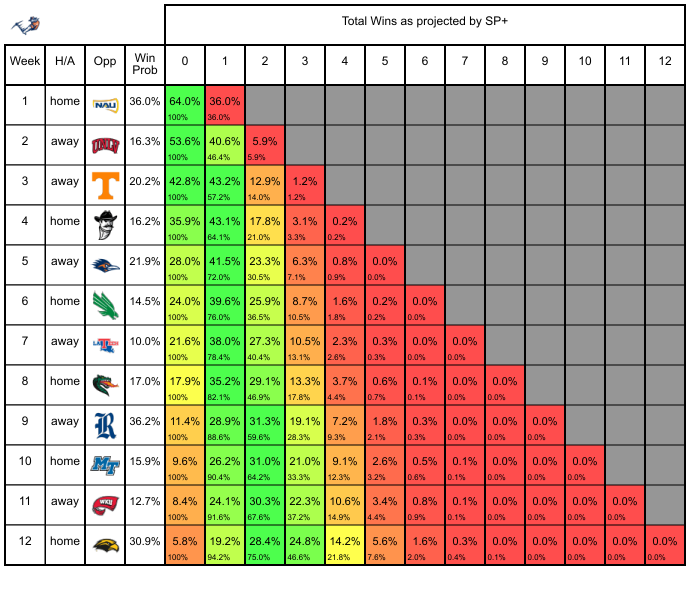 Total Wins as projected by SP+
Week H/A Opp Win Prob 0 1 2 3 4 5 6 7 8 9 10 11 12
1 home NAU 36.0% 64.0% 36.0%
100% 36.0%
2 away UNLV 16.3% 53.6% 40.6% 5.9%
100% 46.4% 5.9%
3 away T 20.2% 42.8% 43.2% 12.9% 1.2%
100% 57.2% 14.0% 1.2%
4 home 16.2% 35.9% 43.1% 17.8% 3.1% 0.2%
100% 64.1% 21.0% 3.3% 0.2%
5 away 21.9% 28.0% 41.5% 23.3% 6.3% 0.8% 0.0%
100% 72.0% 30.5% 7.1% 0.9% 0.0%
6 home 14.5% 24.0% 39.6% 25.9% 8.7% 1.6% 0.2% 0.0%
100% 76.0% 36.5% 10.5% 1.8% 0.2% 0.0%
7 away 10.0% 21.6% 38.0% 27.3% 10.5% 2.3% 0.3% 0.0% 0.0%
100% 78.4% 40.4% 13.1% 2.6% 0.3% 0.0% 0.0%
8 home 17.0% 17.9% 35.2% 29.1% 13.3% 3.7% 0.6% 0.1% 0.0% 0.0%
100% 82.1% 46.9% 17.8% 4.4% 0.7% 0.1% 0.0% 0.0%
9 away R 36.2% 11.4% 28.9% 31.3% 19.1% 7.2% 1.8% 0.3% 0.0% 0.0% 0.0%
100% 88.6% 59.6% 28.3% 9.3% 2.1% 0.3% 0.0% 0.0% 0.0%
10 home MT 15.9% 9.6% 26.2% 31.0% 21.0% 9.1% 2.6% 0.5% 0.1% 0.0% 0.0% 0.0%
100% 90.4% 64.2% 33.3% 12.3% 3.2% 0.6% 0.1% 0.0% 0.0% 0.0%
11 away WKU 12.7% 8.4% 24.1% 30.3% 22.3% 10.6% 3.4% 0.8% 0.1% 0.0% 0.0% 0.0% 0.0%
100% 91.6% 67.6% 37.2% 14.9% 4.4% 0.9% 0.1% 0.0% 0.0% 0.0% 0.0%
12 home 30.9% 5.8% 19.2% 28.4% 24.8% 14.2% 5.6% 1.6% 0.3% 0.0% 0.0% 0.0% 0.0% 0.0%
100% 94.2% 75.0% 46.6% 21.8% 7.6% 2.0% 0.4% 0.1% 0.0% 0.0% 0.0% 0.0%